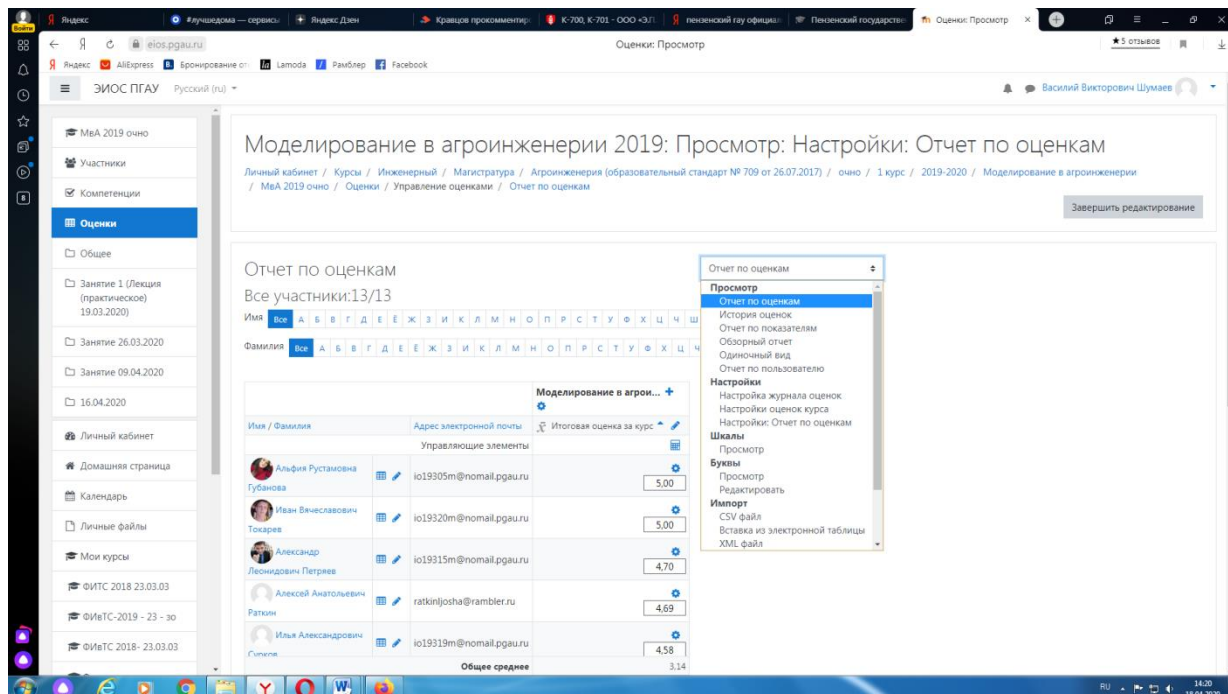 Войти
Яндекс
#лучшедома — сервисы
Яндекс Дзен
Кравцов прокомментир
К-700, К-701 - ООО «Э.Л
пензенский гау официал
Пензенский государстве
Оценки: Просмотр
eios.pgau.ru
Оценки: Просмотр
★ 5 отзывов
Яндекс
AliExpress
Бронирование от
Lamoda
Рамблер
Facebook
ЭИОС ПГАУ
Русский (ru)
Василий Викторович Шумаев
МвА 2019 очно
Участники
Компетенции
Оценки
Общее
Занятие 1 (Лекция
(практическое)
19.03.2020)
Занятие 26.03.2020
Занятие 09.04.2020
16.04.2020
Личный кабинет
Домашняя страница
Календарь
Личные файлы
Мои курсы
ФИТС 2018 23.03.03
ФИвТС-2019 - 23 - зо
ФИвТС 2018- 23.03.03
Моделирование в агроинженерии 2019: Просмотр: Настройки: Отчет по оценкам
Личный кабинет / Курсы / Инженерный / Магистратура / Агроинженерия (образовательный стандарт № 709 от 26.07.2017) / очно / 1 курс / 2019-2020 / Моделирование в агроинженерии
/ МвА 2019 очно / Оценки / Управление оценками / Отчет по оценкам
Завершить редактирование
Отчет по оценкам
Все участники:13/13
Имя Все А Б В Г Д Е Ё Ж З И К Л М Н О П Р С Т У Ф Х Ц Ч Ш
Фамилия Все А Б В Г Д Е Ё Ж З И К Л М Н О П Р С Т У Ф Х Ц Ч
Моделирование в агрои...
Имя / Фамилия
Адрес электронной почты
Итоговая оценка за курс
Управляющие элементы
Альфия Рустамовна
Губанова
io19305m@nomail.pgau.ru
5,00
Иван Вячеславович
Токарев
io19320m@nomail.pgau.ru
5,00
Александр
Леонидович Петряев
io19315m@nomail.pgau.ru
4,70
Алексей Анатольевич
Раткин
ratkinljosha@rambler.ru
4,69
Илья Александрович
Сурков
io19319m@nomail.pgau.ru
4,58
Общее среднее
3,14
Отчет по оценкам
Просмотр
Отчет по оценкам
История оценок
Отчет по показателям
Обзорный отчет
Одиночный вид
Отчет по пользователю
Настройки
Настройка журнала оценок
Настройки оценок курса
Настройки: Отчет по оценкам
Шкалы
Просмотр
Буквы
Просмотр
Редактировать
Импорт
CSV файл
Вставка из электронной таблицы
XML файл
RU
14:20
18.04.2020